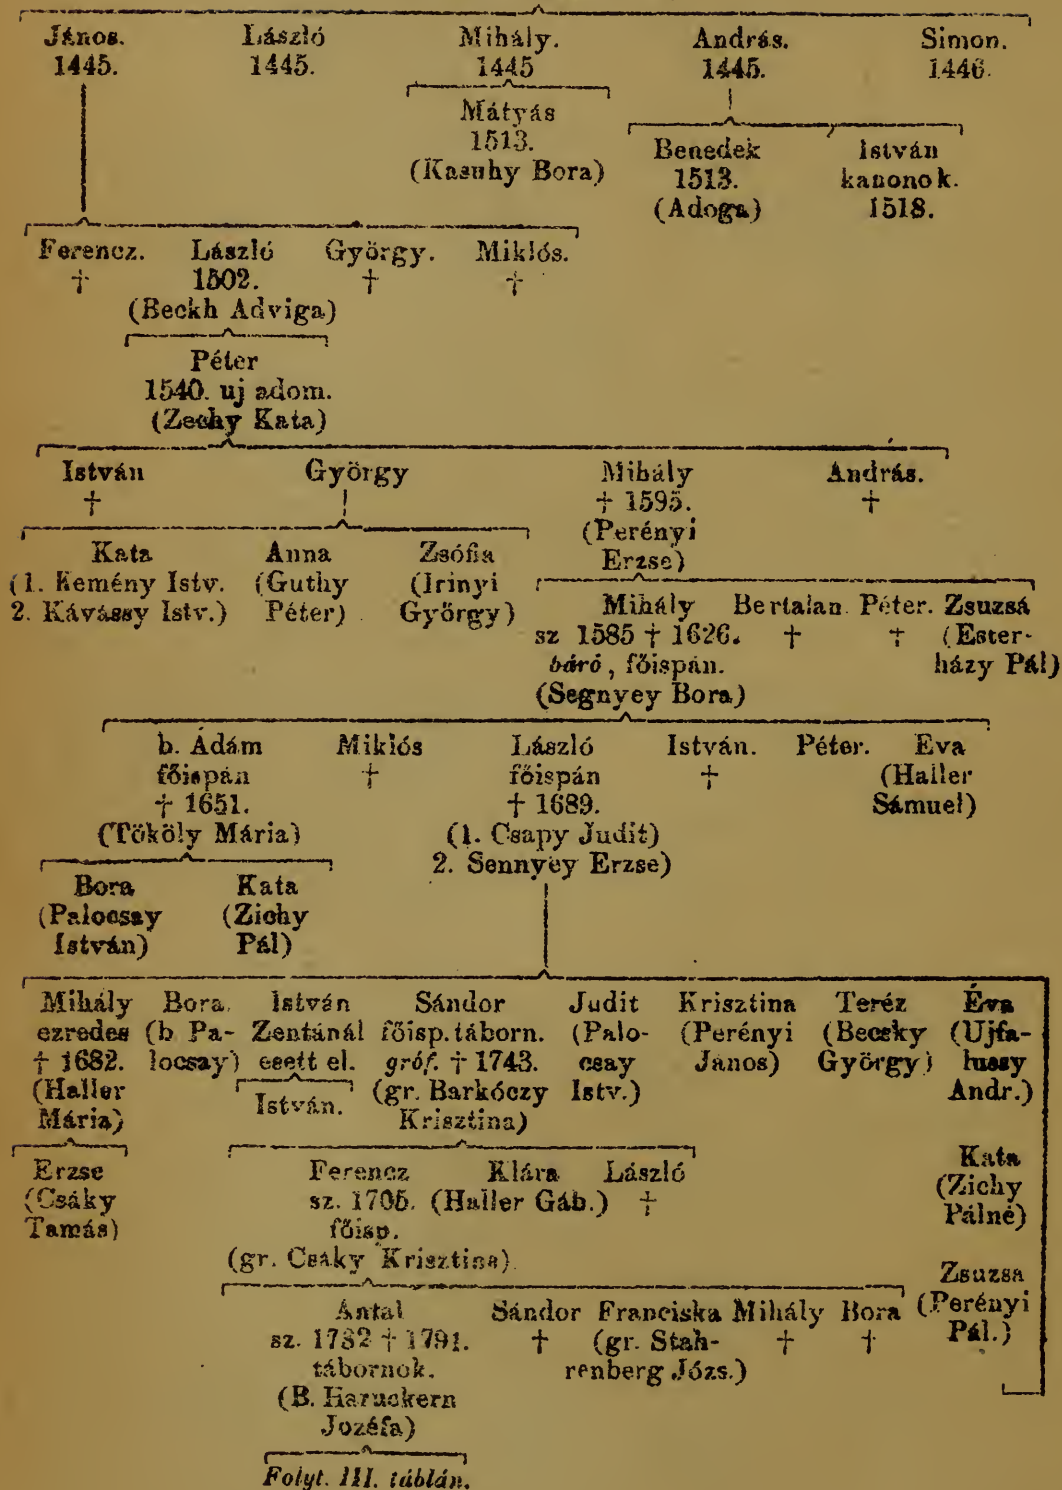 János. László Mihály. András. Simon.
1445. 1445. 1445 1445. 1446.
Mátyás
1513.
(Kasuhy Bora)
Benedek István
1513. kanonok.
(Adoga) 1518.
Ferencz. László György. Miklós.
† 1502. † †
(Beckh Adviga)
Péter
1540. uj adom.
(Zechy Kata)
István György Mihály András.
† † 1595. †
(Perényi
Erzse)
Kata Anna Zsófia
(1. Kemény Istv. (Guthy (Irinyi
2. Kávássy Istv.) Péter) György)
Mihály Bertalan Péter. Zsuzsá
sz 1585 † 1626. † † (Ester-
báró, főispán. házy Pál)
(Segnyey Bora)
b. Ádám Miklós László István. Péter. Eva
főispán † főispán † (Haller
† 1651. † 1689. Sámuel)
(Tököly Mária) (1. Csapy Judit)
2. Sennyey Erzse)
Bora Kata
(Palocsay (Zichy
István) Pál)
Mihály Bora. István Sándor Judit Krisztina Teréz Éva
ezredes (b. Pa- Zentánál főisp. táborn. (Palo- (Perényi (Becsky (Ujfa-
† 1682. locsay) esett el. gróf. † 1743. csay János) György) lussy
(Haller István. (gr. Barkóczy Istv.) Andr.)
Mária) Krisztina)
Erzse Ferencz Klára László Kata
(Csáky sz. 1705. (Haller Gáb.) † (Zichy
Tamás) főisp. Pálné)
(gr. Csáky Krisztina)
Zsuzsa
(Perényi
Pál.)
Antal Sándor Franciska Mihály Bora
sz. 1732 † 1791. † (gr. Stah- † †
tábornok. renberg Józs.)
(B. Haruckern
Jozéfa)
Folyt. III. táblán.